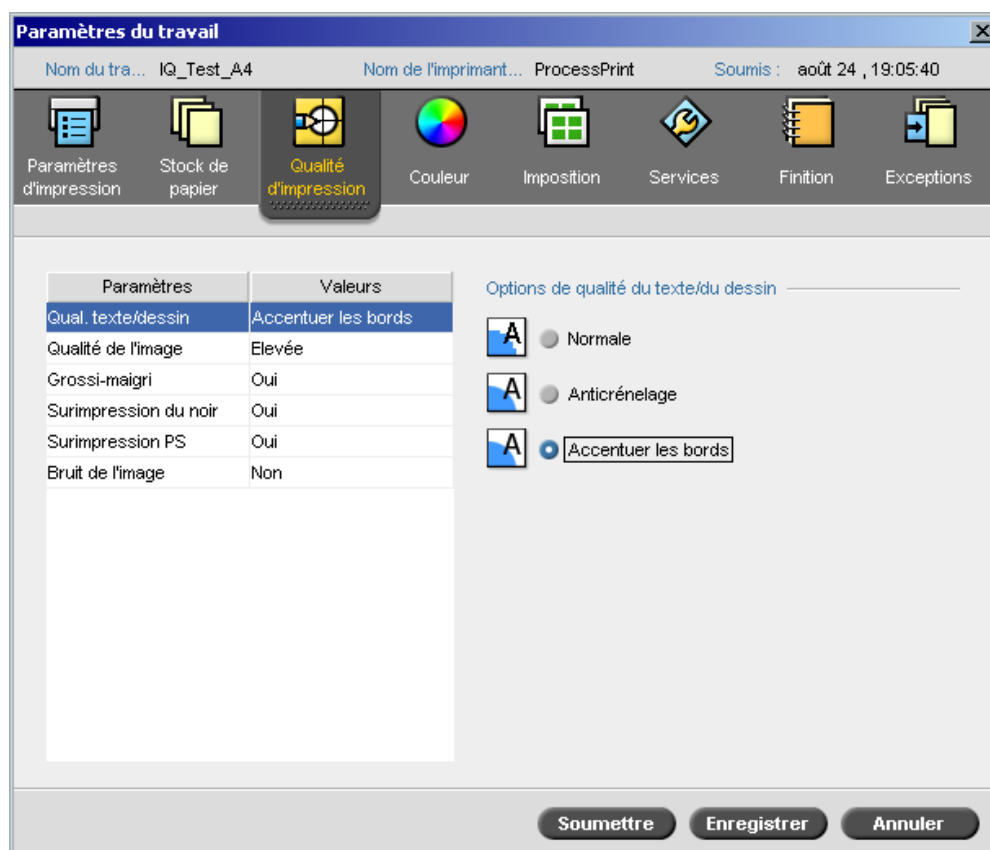 Paramètres du travail
Nom du tra... IQ_Test_A4 Nom de l'imprimant... ProcessPrint Soumis : août 24 , 19:05:40
Paramètres d'impression
Stock de papier
Qualité d'impression
Couleur
Imposition
Services
Finition
Exceptions
Paramètres Valeurs
Qual. texte/dessin Accentuer les bords
Qualité de l'image Elevée
Grossi-maigri Oui
Surimpression du noir Oui
Surimpression PS Oui
Bruit de l'image Non
Options de qualité du texte/du dessin
A Normale
A Anticrénelage
A Accentuer les bords
Soumettre Enregistrer Annuler